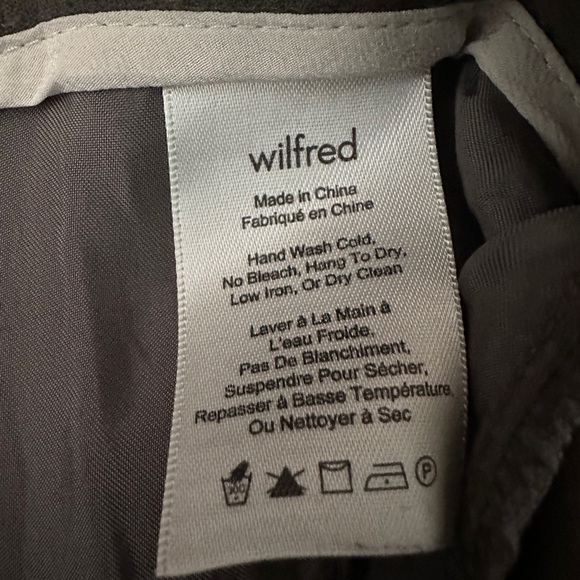 wilfred
Made in China
Fabriqué en Chine
Hand Wash Cold,
No Bleach, Hang To Dry,
Low Iron, Or Dry Clean
Laver à La Main à
L'eau Froide,
Pas De Blanchiment,
Suspendre Pour Sécher,
Repasser à Basse Température
Ou Nettoyer à Sec
P